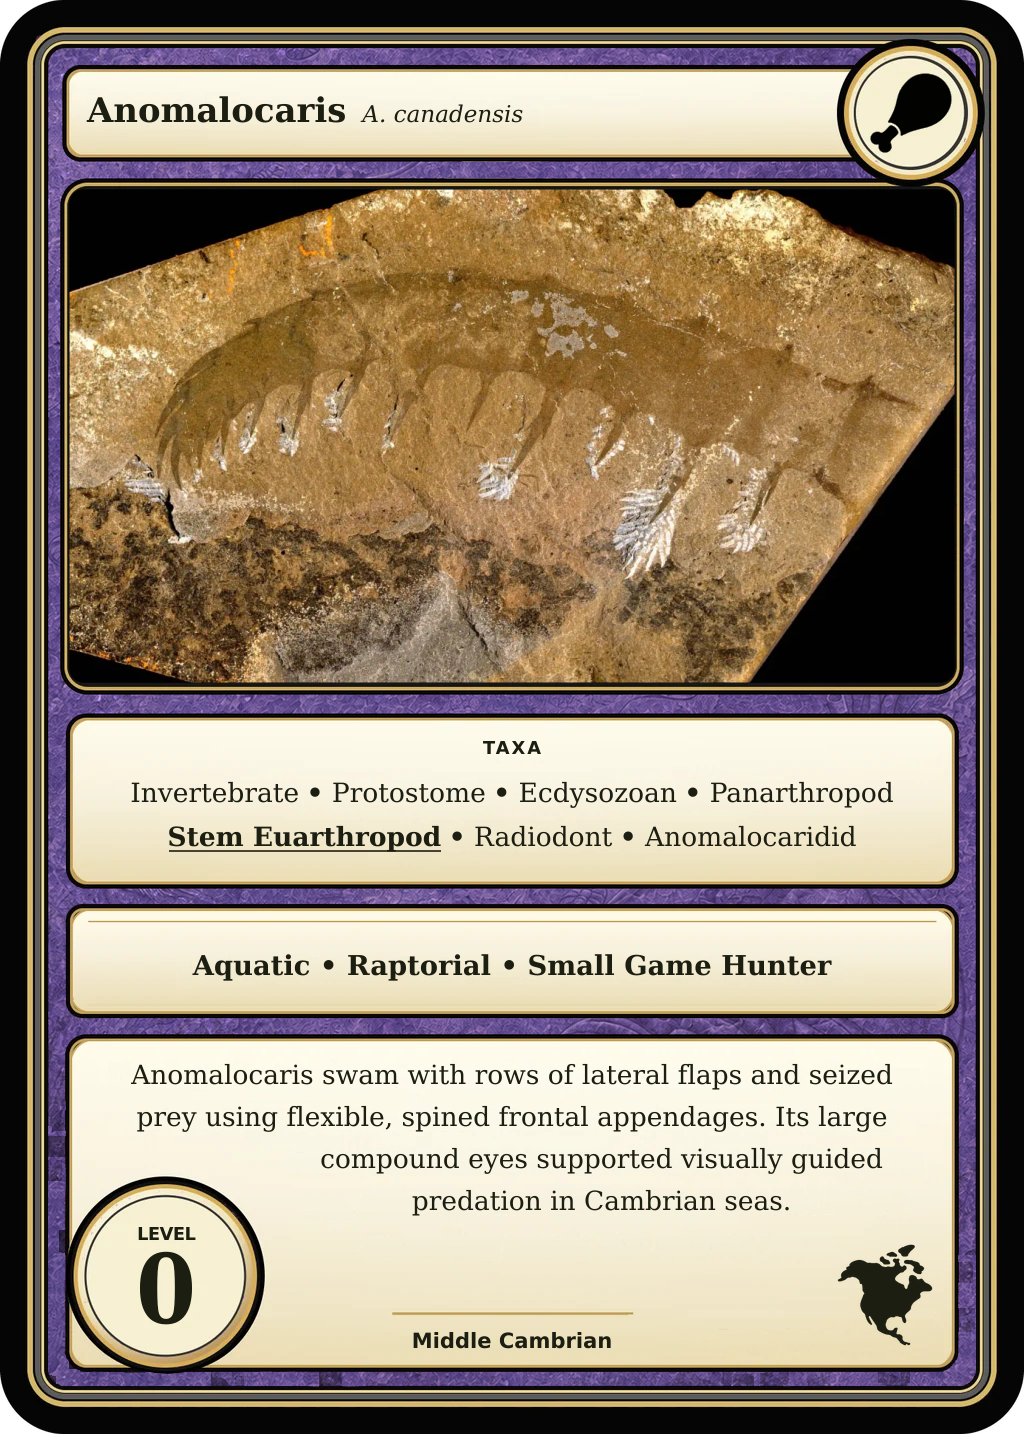 Anomalocaris A. canadensis
TAXA
Invertebrate • Protostome • Ecdysozoan • Panarthropod
Stem Euarthropod • Radiodont • Anomalocaridid
Aquatic • Raptorial • Small Game Hunter
Anomalocaris swam with rows of lateral flaps and seized
prey using flexible, spined frontal appendages. Its large
compound eyes supported visually guided
predation in Cambrian seas.
LEVEL
0
Middle Cambrian